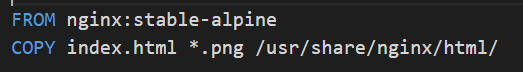 FROM nginx:stable-alpine
COPY index.html *.png /usr/share/nginx/html/